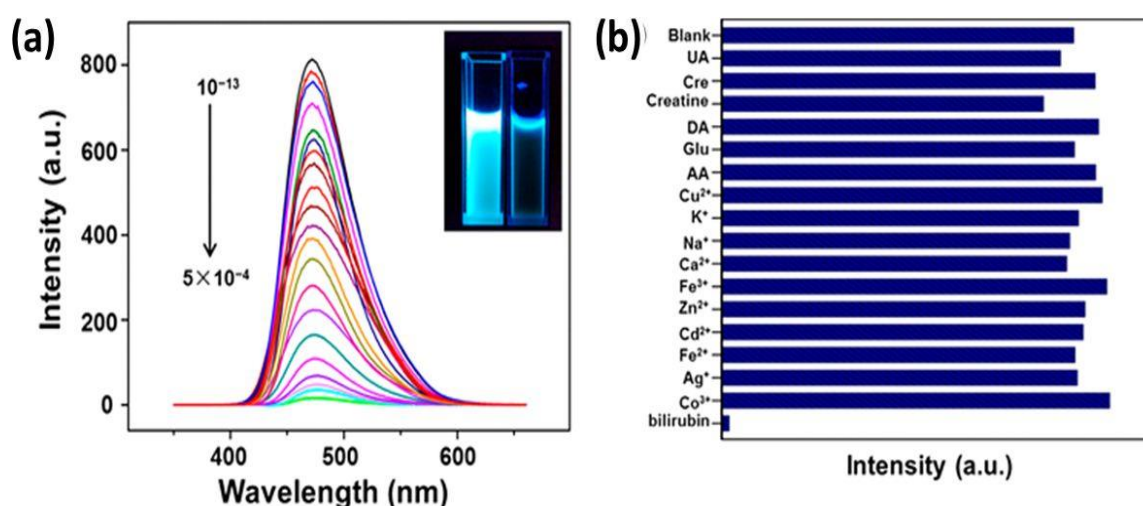 (a)
800
600
400
200
0
10⁻¹³
5×10⁻⁴
400 500 600
Wavelength (nm)
Intensity (a.u.)
(b)
Blank
UA
Cre
Creatine
DA
Glu
AA
Cu²⁺
K⁺
Na⁺
Ca²⁺
Fe³⁺
Zn²⁺
Cd²⁺
Fe²⁺
Ag⁺
Co³⁺
bilirubin
Intensity (a.u.)